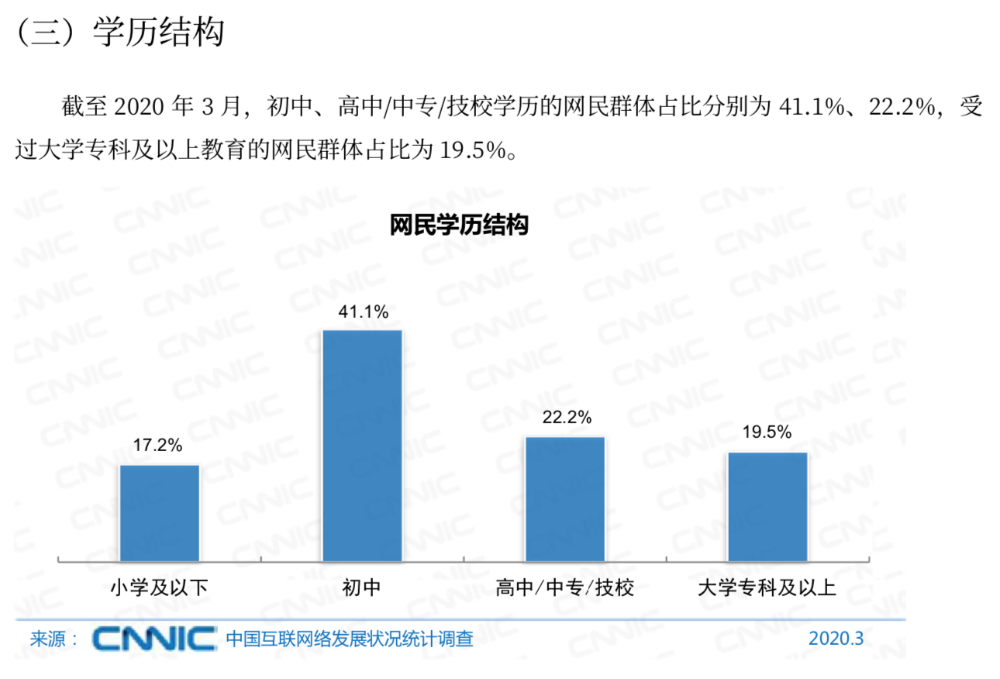 （三）学历结构
截至 2020 年 3 月，初中、高中/中专/技校学历的网民群体占比分别为 41.1%、22.2%，受
过大学专科及以上教育的网民群体占比为 19.5%。
网民学历结构
41.1%
22.2%
19.5%
17.2%
小学及以下 初中 高中/中专/技校 大学专科及以上
来源： CNNIC 中国互联网络发展状况统计调查 2020.3